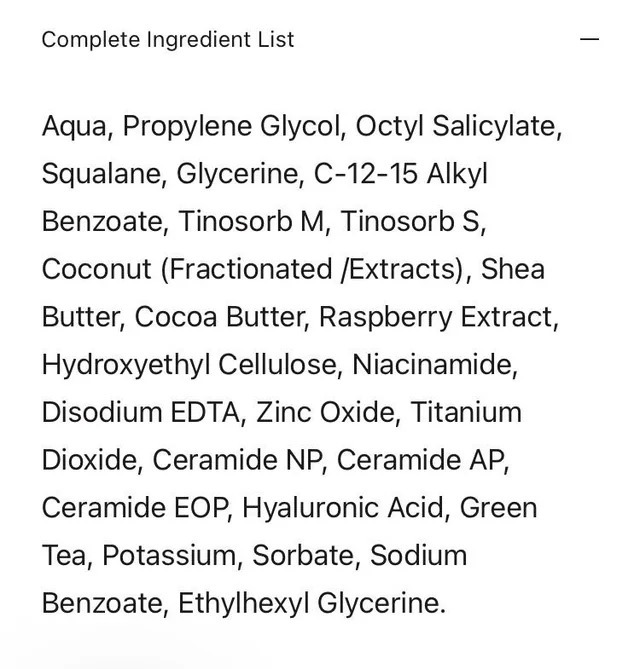 Complete Ingredient List
Aqua, Propylene Glycol, Octyl Salicylate,
Squalane, Glycerine, C-12-15 Alkyl
Benzoate, Tinosorb M, Tinosorb S,
Coconut (Fractionated /Extracts), Shea
Butter, Cocoa Butter, Raspberry Extract,
Hydroxyethyl Cellulose, Niacinamide,
Disodium EDTA, Zinc Oxide, Titanium
Dioxide, Ceramide NP, Ceramide AP,
Ceramide EOP, Hyaluronic Acid, Green
Tea, Potassium, Sorbate, Sodium
Benzoate, Ethylhexyl Glycerine.